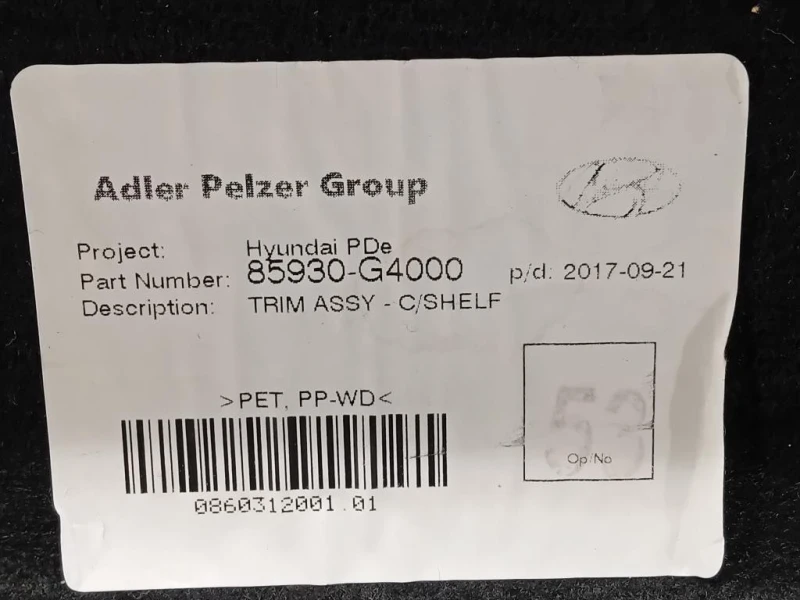 Adler Pelzer Group
Project: Hyundai PDe
Part Number: 85930-G4000 p/d: 2017-09-21
Description: TRIM ASSY - C/SHELF
>PET, PP-WD<
Op/No
0860312001.01